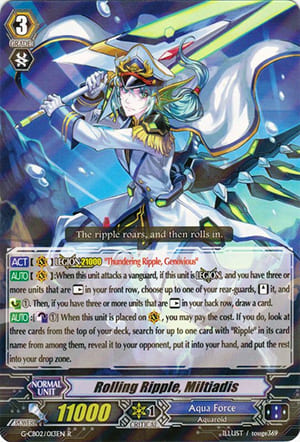 GRADE
3
The ripple roars, and then rolls in.
ACT LEGION 21000 "Thundering Ripple, Genovious"
AUTO :When this unit attacks a vanguard, if this unit is LEGION, and you have three or
more units that are in your front row, choose up to one of your rear-guards, it, and
1. Then, if you have three or more units that are in your back row, draw a card.
AUTO : When this unit is placed on , you may pay the cost. If you do, look at
three cards from the top of your deck, search for up to one card with "Ripple" in its card
name from among them, reveal it to your opponent, put it into your hand, and put the rest
into your drop zone.
NORMAL
UNIT
Rolling Ripple, Miltiadis
POWER
11000
1
CRITICAL
Aqua Force
Aquaroid
G-CB02/013EN R
ILLUST / touge369